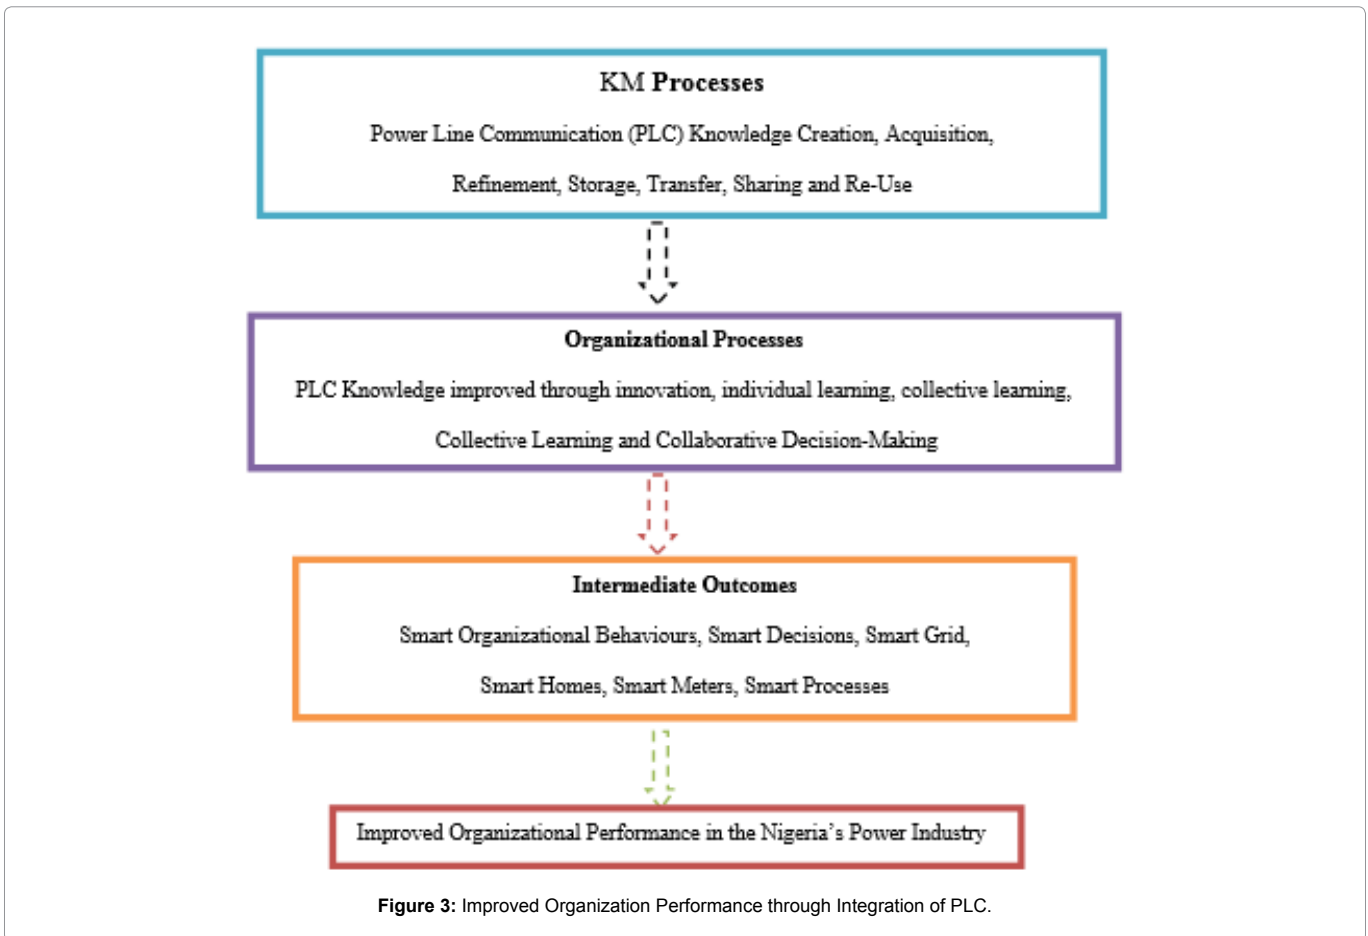 KM Processes
Power Line Communication (PLC) Knowledge Creation, Acquisition,
Refinement, Storage, Transfer, Sharing and Re-Use
Organizational Processes
PLC Knowledge improved through innovation, individual learning, collective learning,
Collective Learning and Collaborative Decision-Making
Intermediate Outcomes
Smart Organizational Behaviours, Smart Decisions, Smart Grid,
Smart Homes, Smart Meters, Smart Processes
Improved Organizational Performance in the Nigeria’s Power Industry
Figure 3: Improved Organization Performance through Integration of PLC.